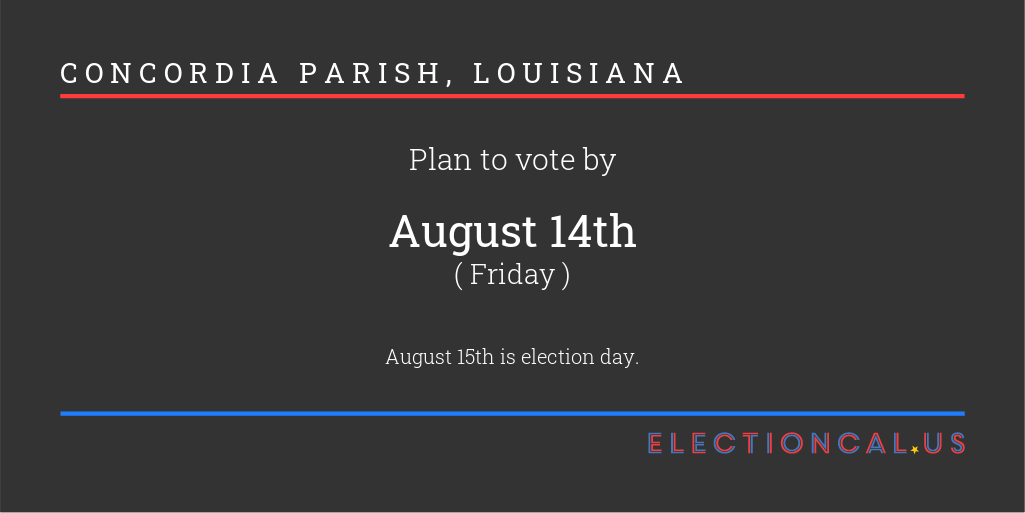 CONCORDIA PARISH, LOUISIANA
Plan to vote by
August 14th
( Friday )
August 15th is election day.
ELECTIONCAL.US